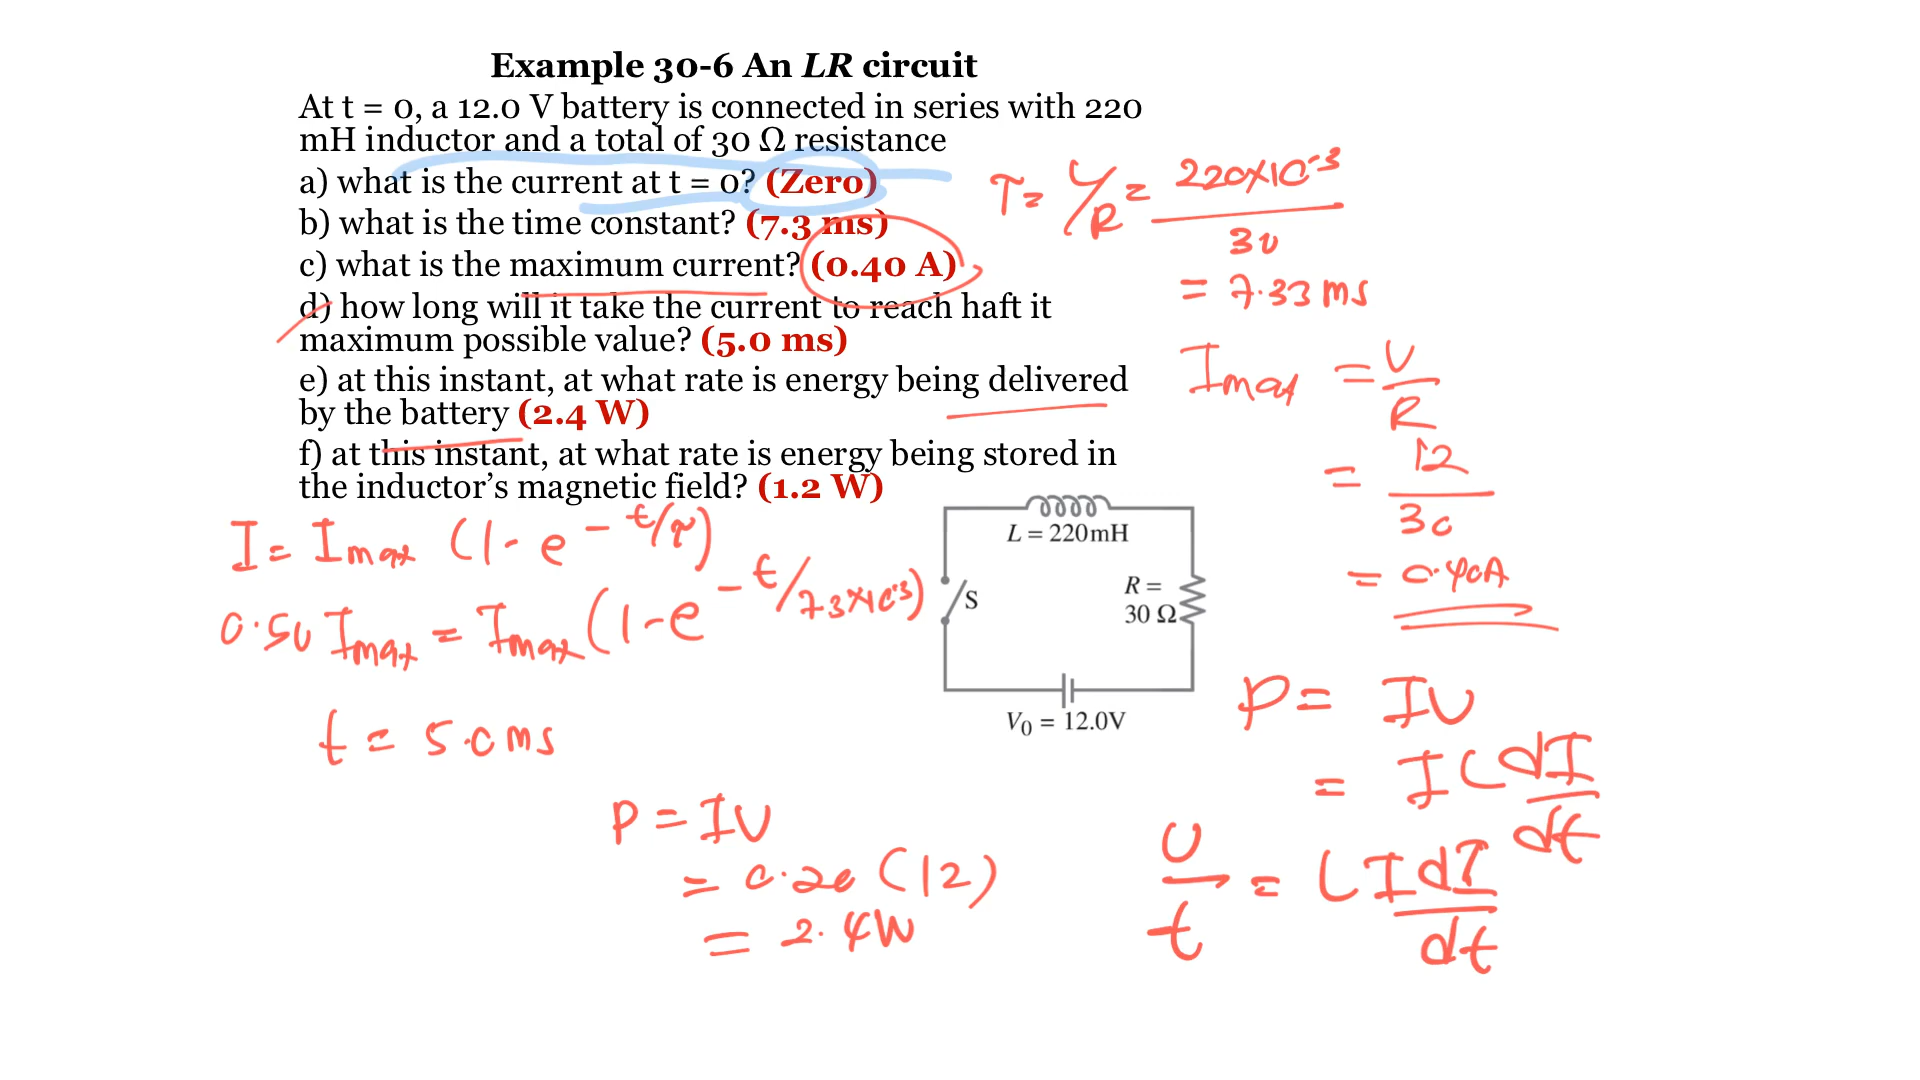 Example 30-6 An LR circuit
At t = 0, a 12.0 V battery is connected in series with 220
mH inductor and a total of 30 Ω resistance
a) what is the current at t = 0? (Zero)
b) what is the time constant? (7.3 ms)
c) what is the maximum current? (0.40 A)
d) how long will it take the current to reach haft it
maximum possible value? (5.0 ms)
e) at this instant, at what rate is energy being delivered
by the battery (2.4 W)
f) at this instant, at what rate is energy being stored in
the inductor's magnetic field? (1.2 W)
τ = L/R = 220×10^-3
30
= 7.33 ms
Imax = V
R
= 12
30
= 0.40A
I = Imax (1 - e^-t/τ)
0.50 Imax = Imax (1 - e^-t/7.3×10^-3)
t = 5.0 ms
L = 220 mH
S
R =
30 Ω
V0 = 12.0V
P = IV
= 0.20 (12)
= 2.4W
P = IV
= I L dI
dt
U
t
= L I dI
dt